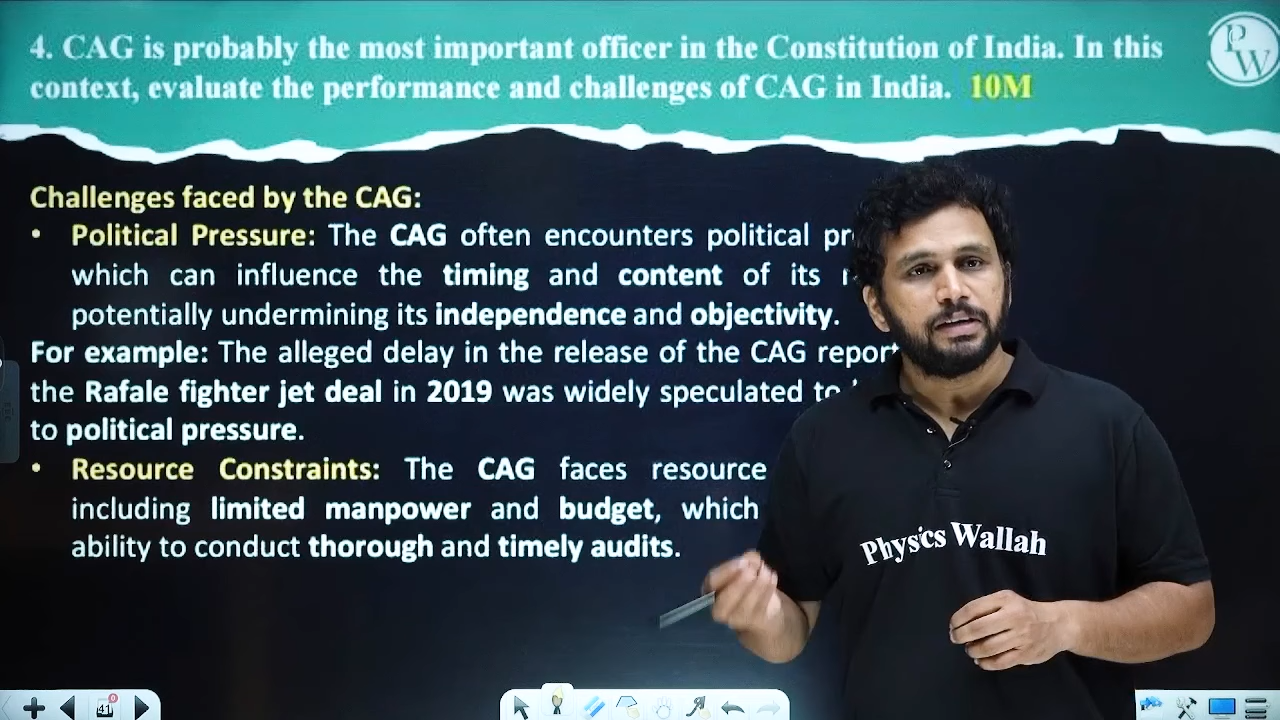 4. CAG is probably the most important officer in the Constitution of India. In this
context, evaluate the performance and challenges of CAG in India. 10M
PW
Challenges faced by the CAG:
• Political Pressure: The CAG often encounters political
which can influence the timing and content of its
potentially undermining its independence and objectivity.
For example: The alleged delay in the release of the CAG report
the Rafale fighter jet deal in 2019 was widely speculated to
to political pressure.
• Resource Constraints: The CAG faces resource
including limited manpower and budget, which
ability to conduct thorough and timely audits.
Physics Wallah
41